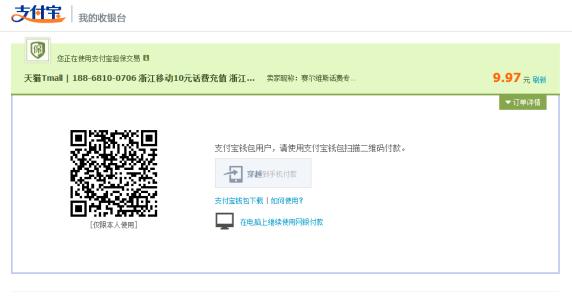 支付宝 我的收银台
您正在使用支付宝担保交易
天猫Tmall | 188-6810-0706 浙江移动10元话费充值 浙江... 卖家昵称：赛尔维斯话费专... 9.97 元 刷新
订单详情
支付宝钱包用户，请使用支付宝钱包扫描二维码付款。
穿越到手机付款
支付宝钱包下载 | 如何使用?
[仅限本人使用]
在电脑上继续使用网银付款